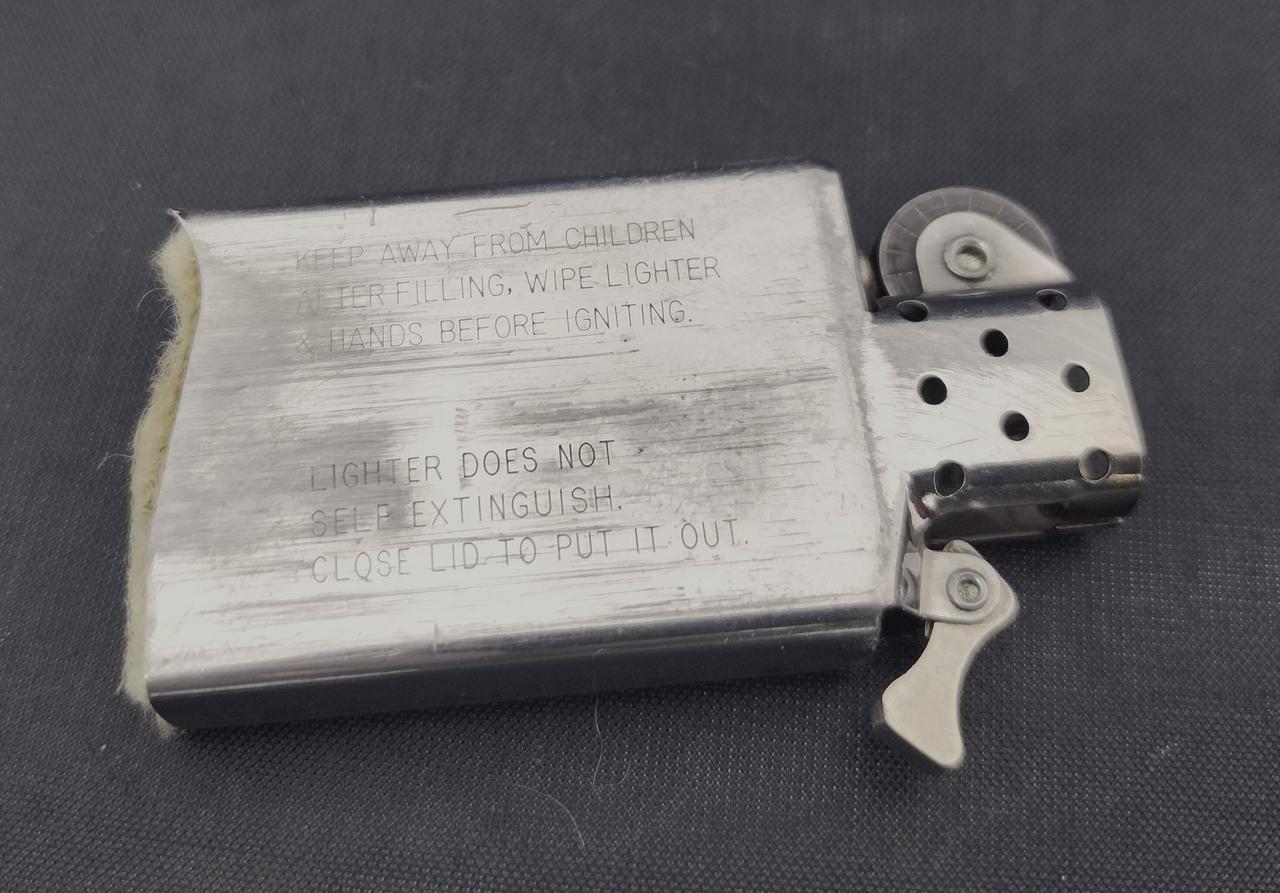 KEEP AWAY FROM CHILDREN
AFTER FILLING, WIPE LIGHTER
& HANDS BEFORE IGNITING.
LIGHTER DOES NOT
SELF EXTINGUISH.
CLOSE LID TO PUT IT OUT.